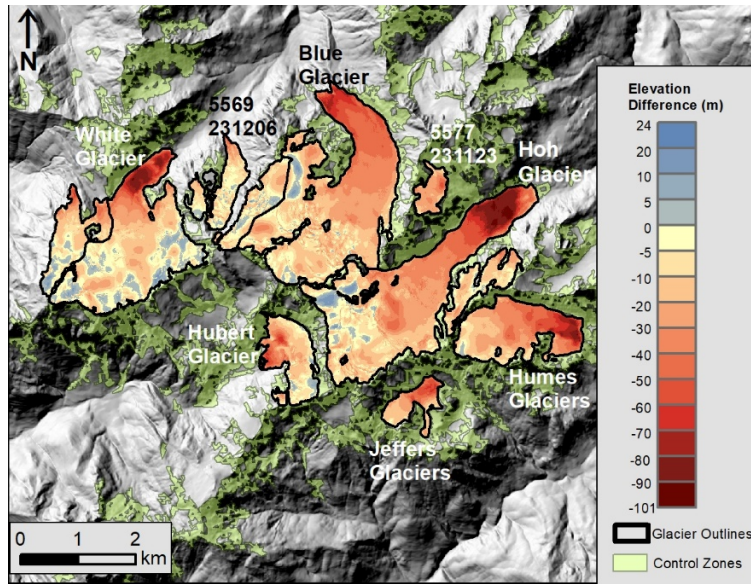 N
Blue
Glacier
5569
231206
White
Glacier
5577
231123
Hoh
Glacier
Hubert
Glacier
Humes
Glaciers
Jeffers
Glaciers
0 1 2
km
Elevation
Difference (m)
24
20
10
5
0
-5
-10
-20
-30
-40
-50
-60
-70
-80
-90
-101
Glacier Outlines
Control Zones